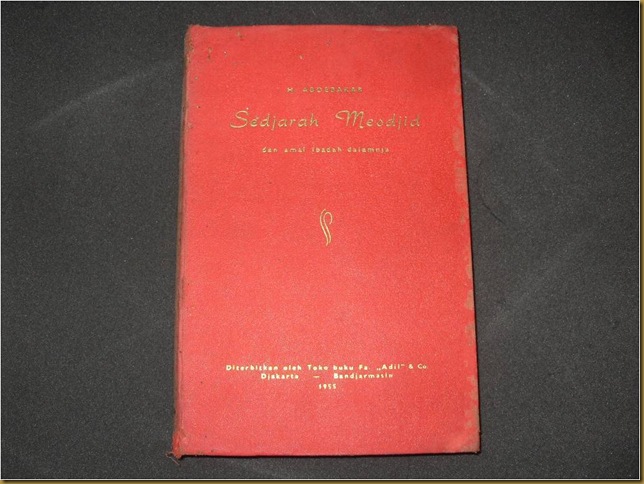 H. ABOEBAKAR
Sedjarah Mesdjid
dan amal ibadah dalamnja
Diterbitkan oleh Toko buku Fa. „Adil" & Co
Djakarta — Bandjarmasin
1955